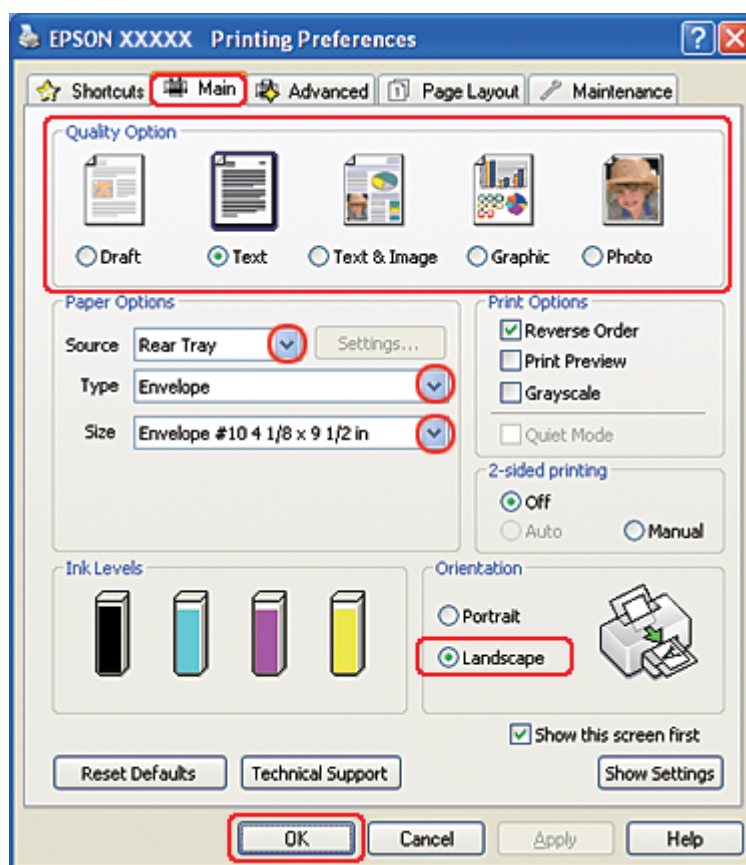 EPSON XXXXX Printing Preferences
Shortcuts Main Advanced 1 Page Layout Maintenance
Quality Option
Draft Text Text & Image Graphic Photo
Paper Options
Source Rear Tray Settings...
Type Envelope
Size Envelope #10 4 1/8 x 9 1/2 in
Print Options
Reverse Order
Print Preview
Grayscale
Quiet Mode
2-sided printing
Off
Auto Manual
Ink Levels
Orientation
Portrait
Landscape
Show this screen first
Reset Defaults Technical Support Show Settings
OK Cancel Apply Help